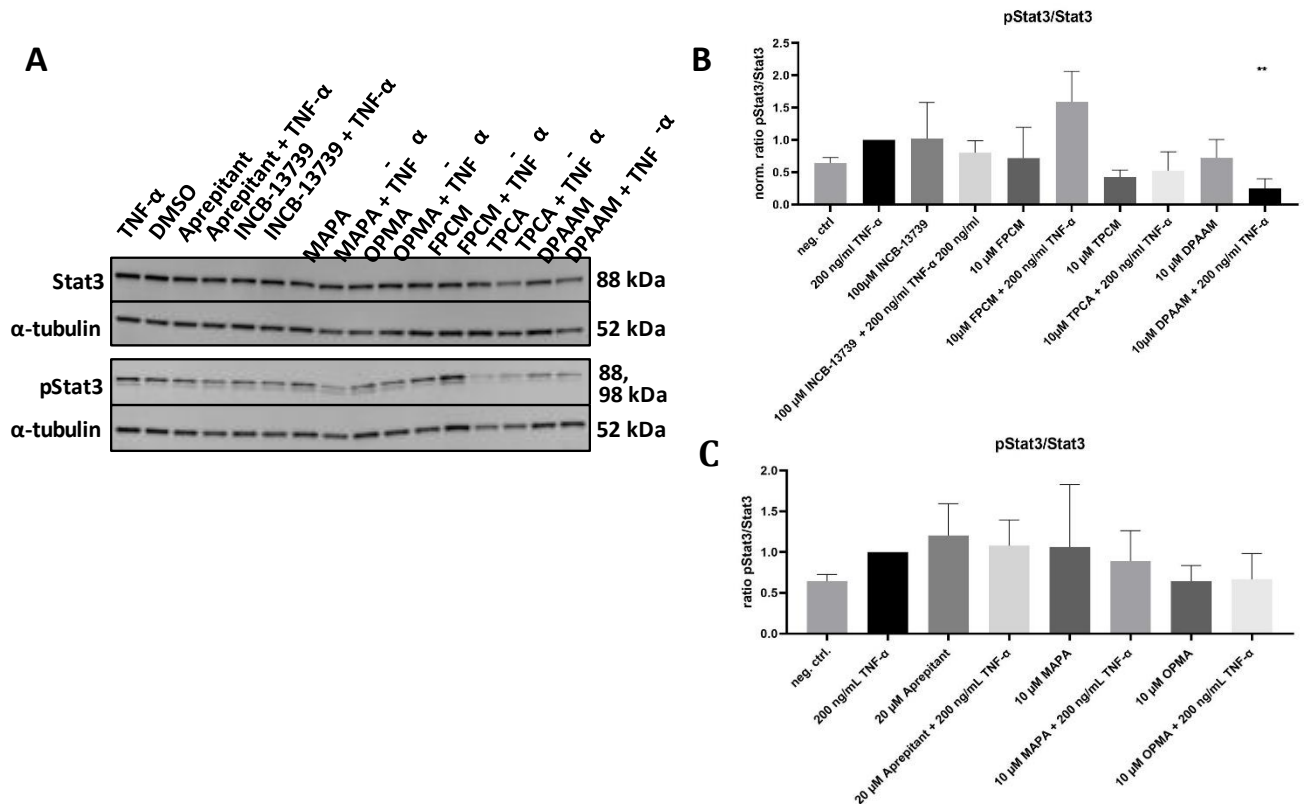 A
TNF-α
DMSO
Aprepitant
Aprepitant + TNF-α
INCB-13739
INCB-13739 + TNF-α
MAPA
MAPA + TNF-α
OPMA
OPMA + TNF-α
FPCM
FPCM + TNF-α
TPCA
TPCA + TNF-α
DPAAM
DPAAM + TNF-α
Stat3
88 kDa
α-tubulin
52 kDa
pStat3
88,
98 kDa
α-tubulin
52 kDa
B
pStat3/Stat3
norm. ratio pStat3/Stat3
2.5
2.0
1.5
1.0
0.5
0.0
**
neg. ctrl
200 ng/ml TNF-α
100µM INCB-13739
100 µM INCB-13739 + 200 ng/ml TNF-α 200 ng/ml
10 µM FPCM
10µM FPCM + 200 ng/ml TNF-α
10 µM TPCM
10µM TPCA + 200 ng/ml TNF-α
10 µM DPAAM
10µM DPAAM + 200 ng/ml TNF-α
C
pStat3/Stat3
ratio pStat3/Stat3
2.0
1.5
1.0
0.5
0.0
neg. ctrl.
200 ng/mL TNF-α
20 µM Aprepitant
20 µM Aprepitant + 200 ng/mL TNF-α
10 µM MAPA
10 µM MAPA + 200 ng/mL TNF-α
10 µM OPMA
10 µM OPMA + 200 ng/mL TNF-α